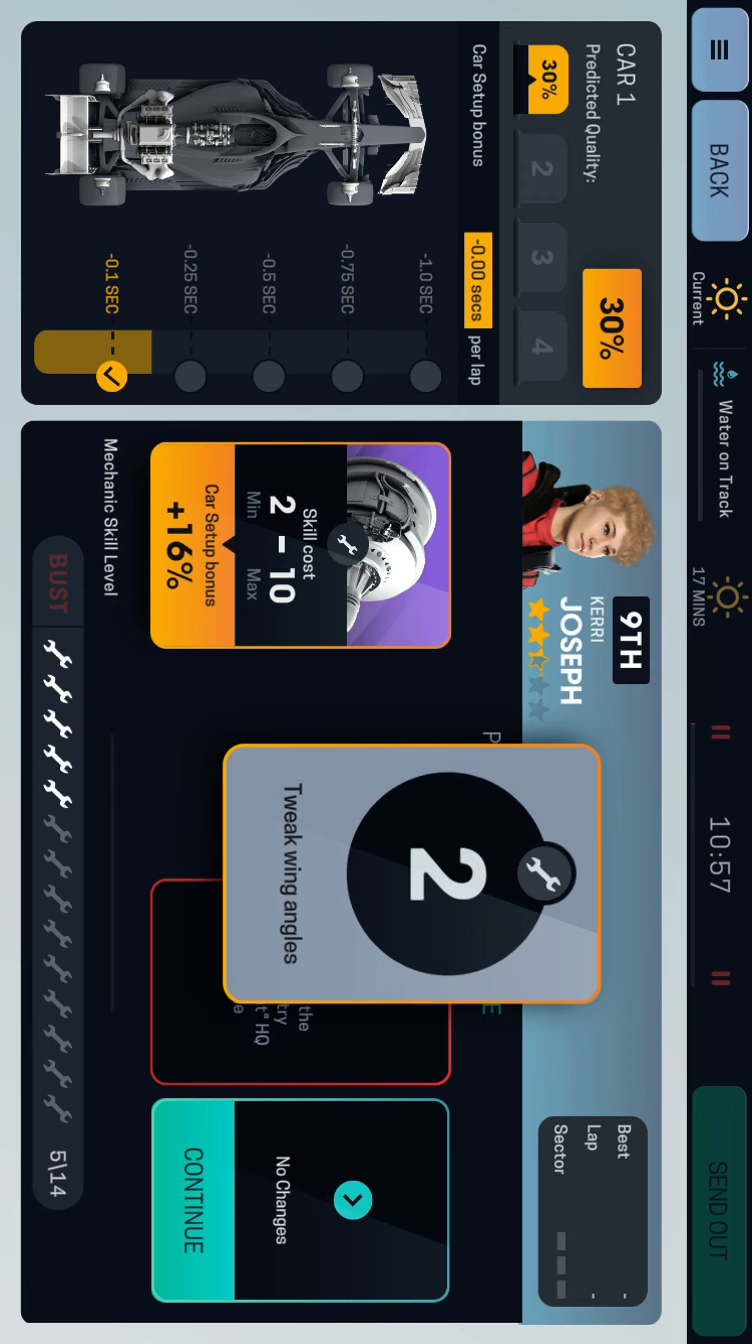 BACK
Current
Water on Track
17 MINS
10:57
SEND OUT
CAR 1
Predicted Quality:
30%
30%
2
3
4
Car Setup bonus
-0.00 secs
per lap
-1.0 SEC
-0.75 SEC
-0.5 SEC
-0.25 SEC
-0.1 SEC
9TH
KERRI
JOSEPH
Best
-
Lap
-
Sector
P
E
Skill cost
2 - 10
Min
Max
Car Setup bonus
+16%
2
Tweak wing angles
the
try
t" HQ
e
No Changes
CONTINUE
Mechanic Skill Level
BUST
5\14